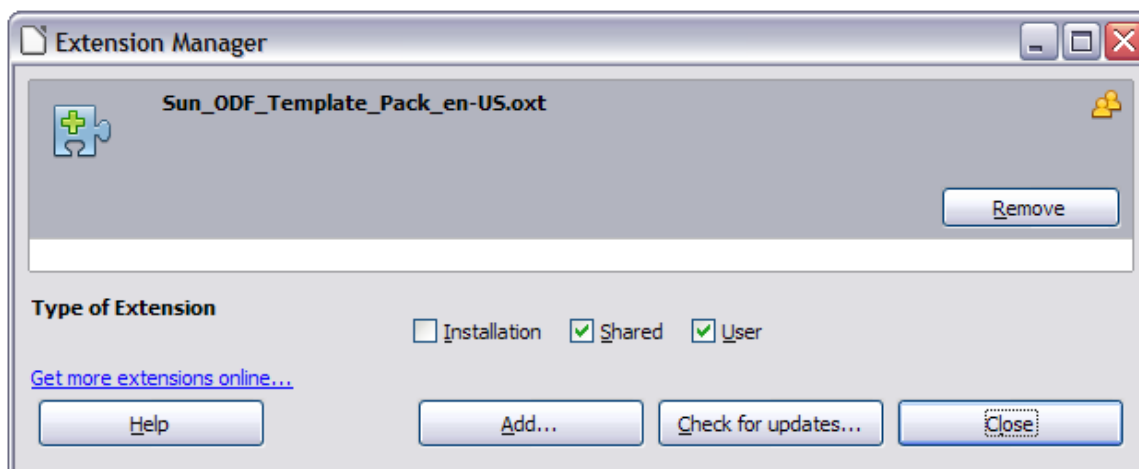 Extension Manager
Sun_ODF_Template_Pack_en-US.oxt
Remove
Type of Extension
Installation Shared User
Get more extensions online...
Help Add... Check for updates... Close